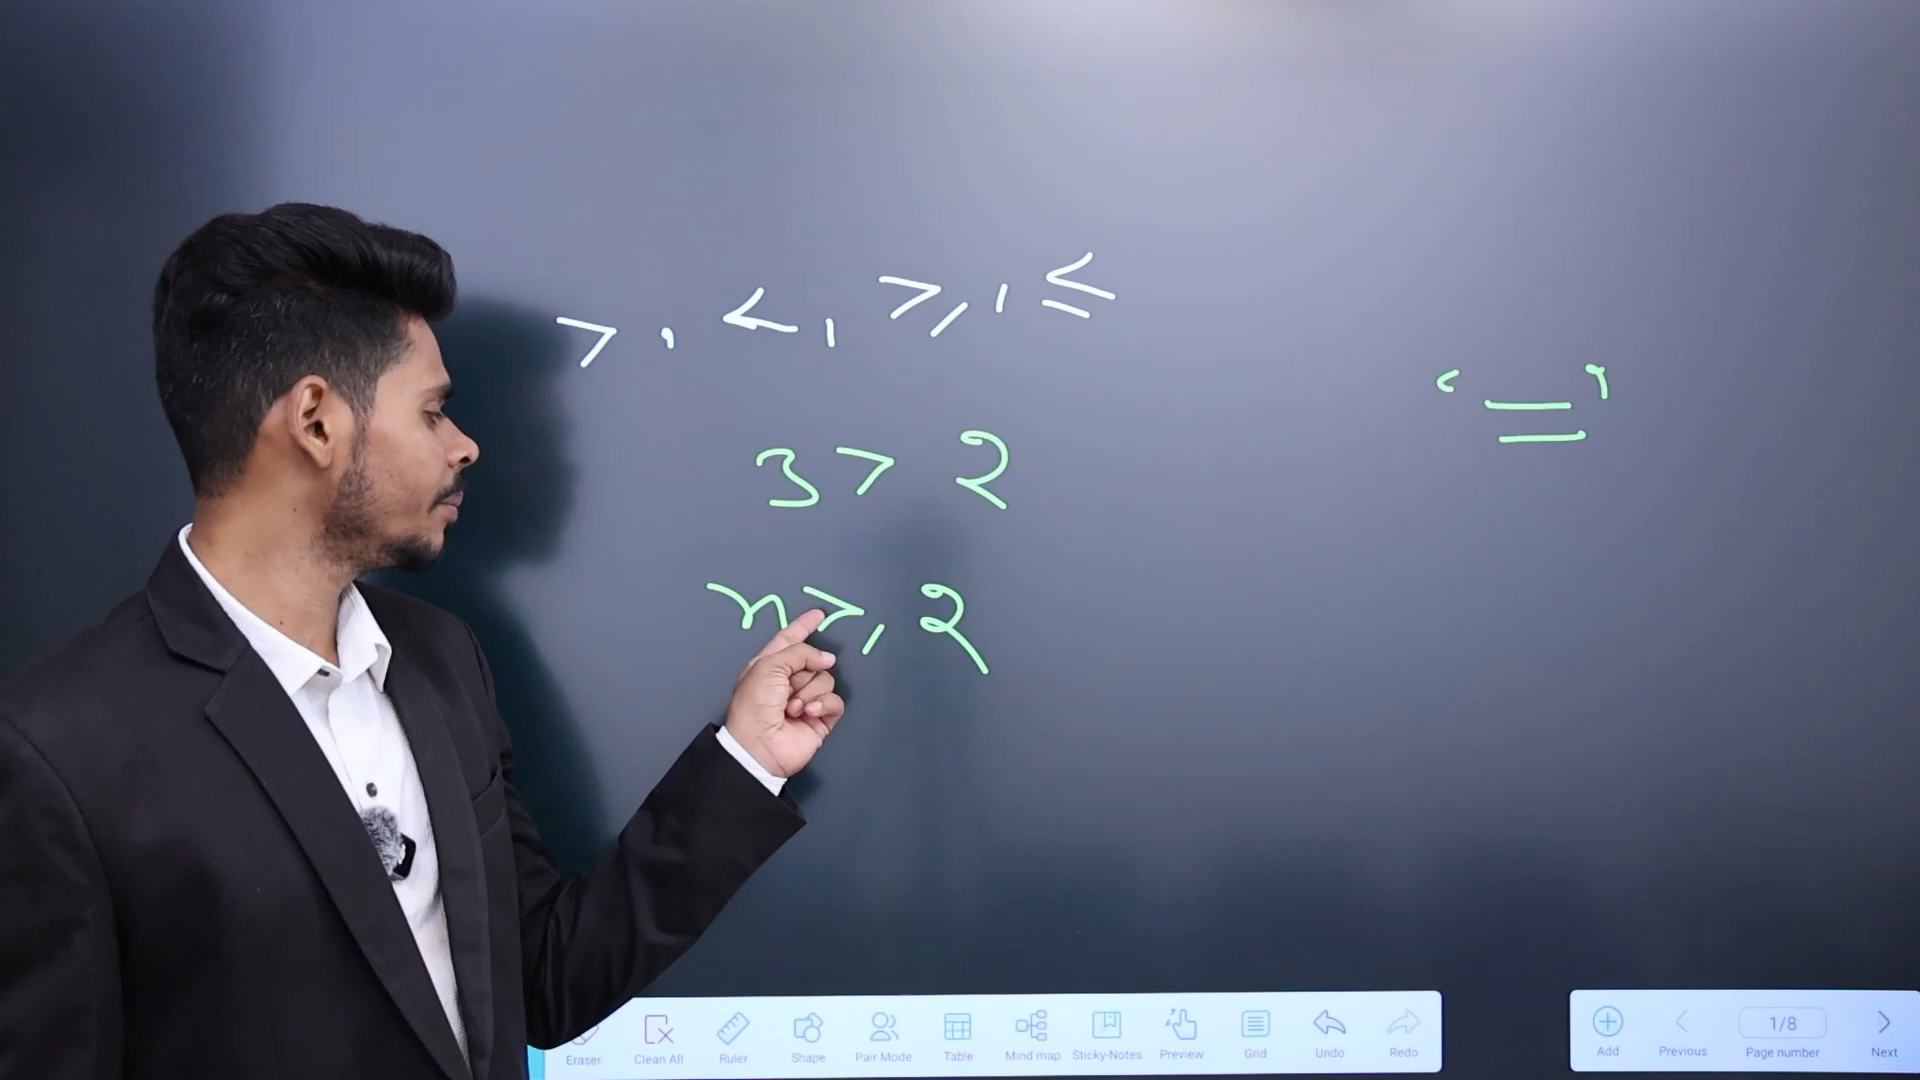 >, <, ⩾, ≤
‘=’
3 > 2
x ⩾ 2
Eraser Clean All Ruler Shape Pair Mode Table Mind map Sticky-Notes Preview Grid Undo Redo
Add Previous 1/8 Page number Next